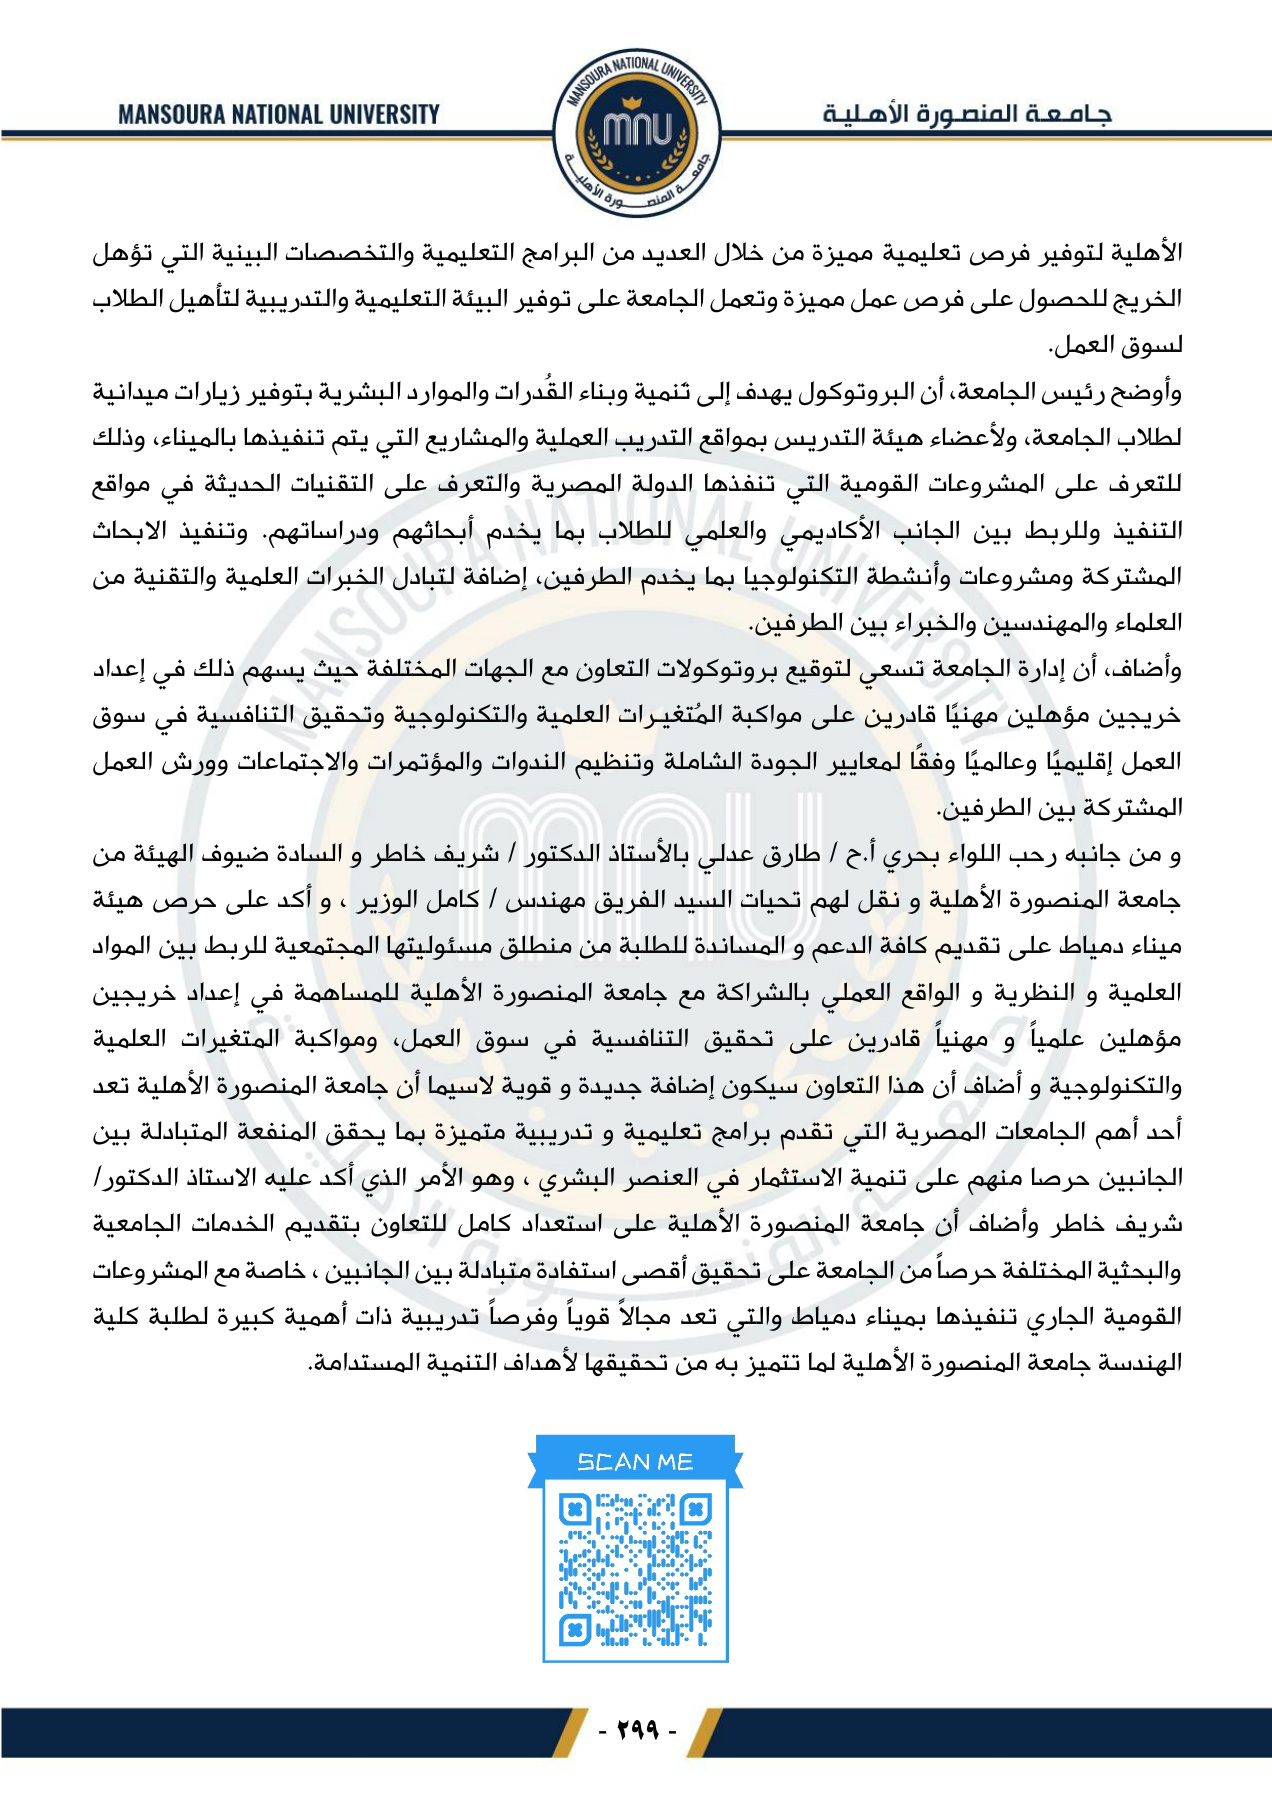 MANSOURA NATIONAL UNIVERSITY
جامعة المنصورة الأهلية
MANSOURA NATIONAL UNIVERSITY
mnu
جامعة المنصورة الأهلية
الأهلية لتوفير فرص تعليمية مميزة من خلال العديد من البرامج التعليمية والتخصصات البينية التي تؤهل
الخريج للحصول على فرص عمل مميزة وتعمل الجامعة على توفير البيئة التعليمية والتدريبية لتأهيل الطلاب
لسوق العمل.
وأوضح رئيس الجامعة، أن البروتوكول يهدف إلى تَنمية وبناء القُدرات والموارد البشرية بتوفير زيارات ميدانية
لطلاب الجامعة، ولأعضاء هيئة التدريس بمواقع التدريب العملية والمشاريع التي يتم تنفيذها بالميناء، وذلك
للتعرف على المشروعات القومية التي تنفذها الدولة المصرية والتعرف على التقنيات الحديثة في مواقع
التنفيذ وللربط بين الجانب الأكاديمي والعلمي للطلاب بما يخدم أبحاثهم ودراساتهم. وتنفيذ الابحاث
المشتركة ومشروعات وأنشطة التكنولوجيا بما يخدم الطرفين، إضافة لتبادل الخبرات العلمية والتقنية من
العلماء والمهندسين والخبراء بين الطرفين.
وأضاف، أن إدارة الجامعة تسعي لتوقيع بروتوكولات التعاون مع الجهات المختلفة حيث يسهم ذلك في إعداد
خريجين مؤهلين مهنيًا قادرين على مواكبة المُتغيرات العلمية والتكنولوجية وتحقيق التنافسية في سوق
العمل إقليميًا وعالميًا وفقًا لمعايير الجودة الشاملة وتنظيم الندوات والمؤتمرات والاجتماعات وورش العمل
المشتركة بين الطرفين.
و من جانبه رحب اللواء بحري أ.ح / طارق عدلي بالأستاذ الدكتور / شريف خاطر و السادة ضيوف الهيئة من
جامعة المنصورة الأهلية و نقل لهم تحيات السيد الفريق مهندس / كامل الوزير ، و أكد على حرص هيئة
ميناء دمياط على تقديم كافة الدعم و المساندة للطلبة من منطلق مسئوليتها المجتمعية للربط بين المواد
العلمية و النظرية و الواقع العملي بالشراكة مع جامعة المنصورة الأهلية للمساهمة في إعداد خريجين
مؤهلين علمياً و مهنياً قادرين على تحقيق التنافسية في سوق العمل، ومواكبة المتغيرات العلمية
والتكنولوجية و أضاف أن هذا التعاون سيكون إضافة جديدة و قوية لاسيما أن جامعة المنصورة الأهلية تعد
أحد أهم الجامعات المصرية التي تقدم برامج تعليمية و تدريبية متميزة بما يحقق المنفعة المتبادلة بين
الجانبين حرصا منهم على تنمية الاستثمار في العنصر البشري ، وهو الأمر الذي أكد عليه الاستاذ الدكتور/
شريف خاطر وأضاف أن جامعة المنصورة الأهلية على استعداد كامل للتعاون بتقديم الخدمات الجامعية
والبحثية المختلفة حرصاً من الجامعة على تحقيق أقصى استفادة متبادلة بين الجانبين ، خاصة مع المشروعات
القومية الجاري تنفيذها بميناء دمياط والتي تعد مجالاً قوياً وفرصاً تدريبية ذات أهمية كبيرة لطلبة كلية
الهندسة جامعة المنصورة الأهلية لما تتميز به من تحقيقها لأهداف التنمية المستدامة.
SCAN ME
- ٢٩٩ -